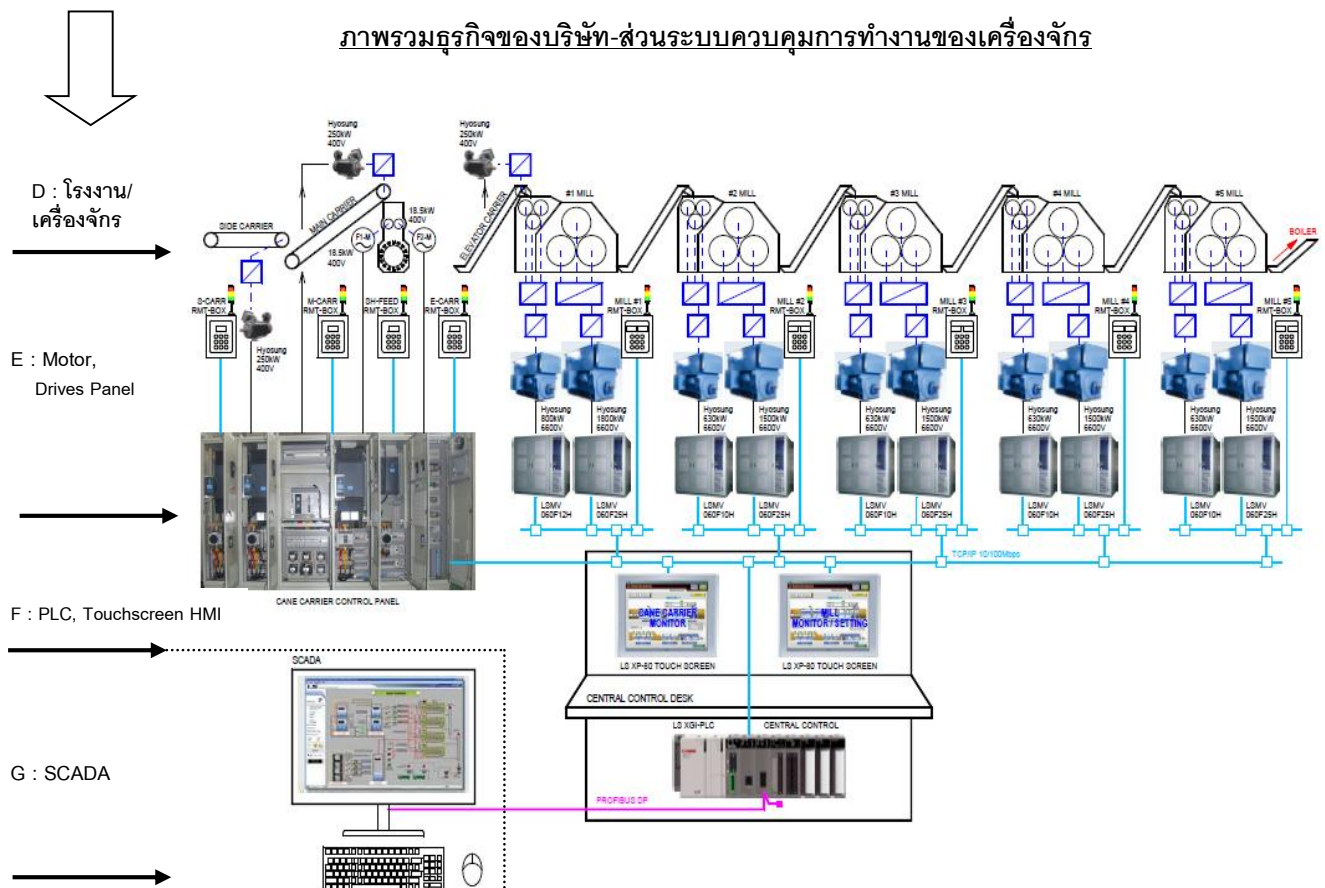 ภาพรวมธุรกิจของบริษัท-ส่วนระบบควบคุมการทำงานของเครื่องจักร
D : โรงงาน/
เครื่องจักร
Hyosung
250kW
400V
Hyosung
250kW
400V
SIDE CARRIER
MAIN CARRIER
18.5kW
400V
F1-M
F2-M
18.5kW
400V
ELEVATOR CARRIER
#1 MILL
#2 MILL
#3 MILL
#4 MILL
#5 MILL
BOILER
S-CARR
RMT-BOX
M-CARR
RMT-BOX
SH-FEED
RMT-BOX
E-CARR
RMT-BOX
MILL #1
RMT-BOX
MILL #2
RMT-BOX
MILL #3
RMT-BOX
MILL #4
RMT-BOX
MILL #5
RMT-BOX
E : Motor,
Drives Panel
Hyosung
250kW
400V
Hyosung
800kW
6600V
Hyosung
1800kW
6600V
Hyosung
630kW
6600V
Hyosung
1500kW
6600V
Hyosung
630kW
6600V
Hyosung
1500kW
6600V
Hyosung
630kW
6600V
Hyosung
1500kW
6600V
Hyosung
630kW
6600V
Hyosung
1500kW
6600V
LSMV
060F12H
LSMV
060F25H
LSMV
060F10H
LSMV
060F25H
LSMV
060F10H
LSMV
060F25H
LSMV
060F10H
LSMV
060F25H
LSMV
060F10H
LSMV
060F25H
TCP/IP 10/100Mbps
CANE CARRIER CONTROL PANEL
F : PLC, Touchscreen HMI
CANE CARRIER
MONITOR
MILL
MONITOR / SETTING
LS XP-80 TOUCH SCREEN
LS XP-80 TOUCH SCREEN
SCADA
CENTRAL CONTROL DESK
LS XGI-PLC
CENTRAL CONTROL
G : SCADA
PROFIBUS DP